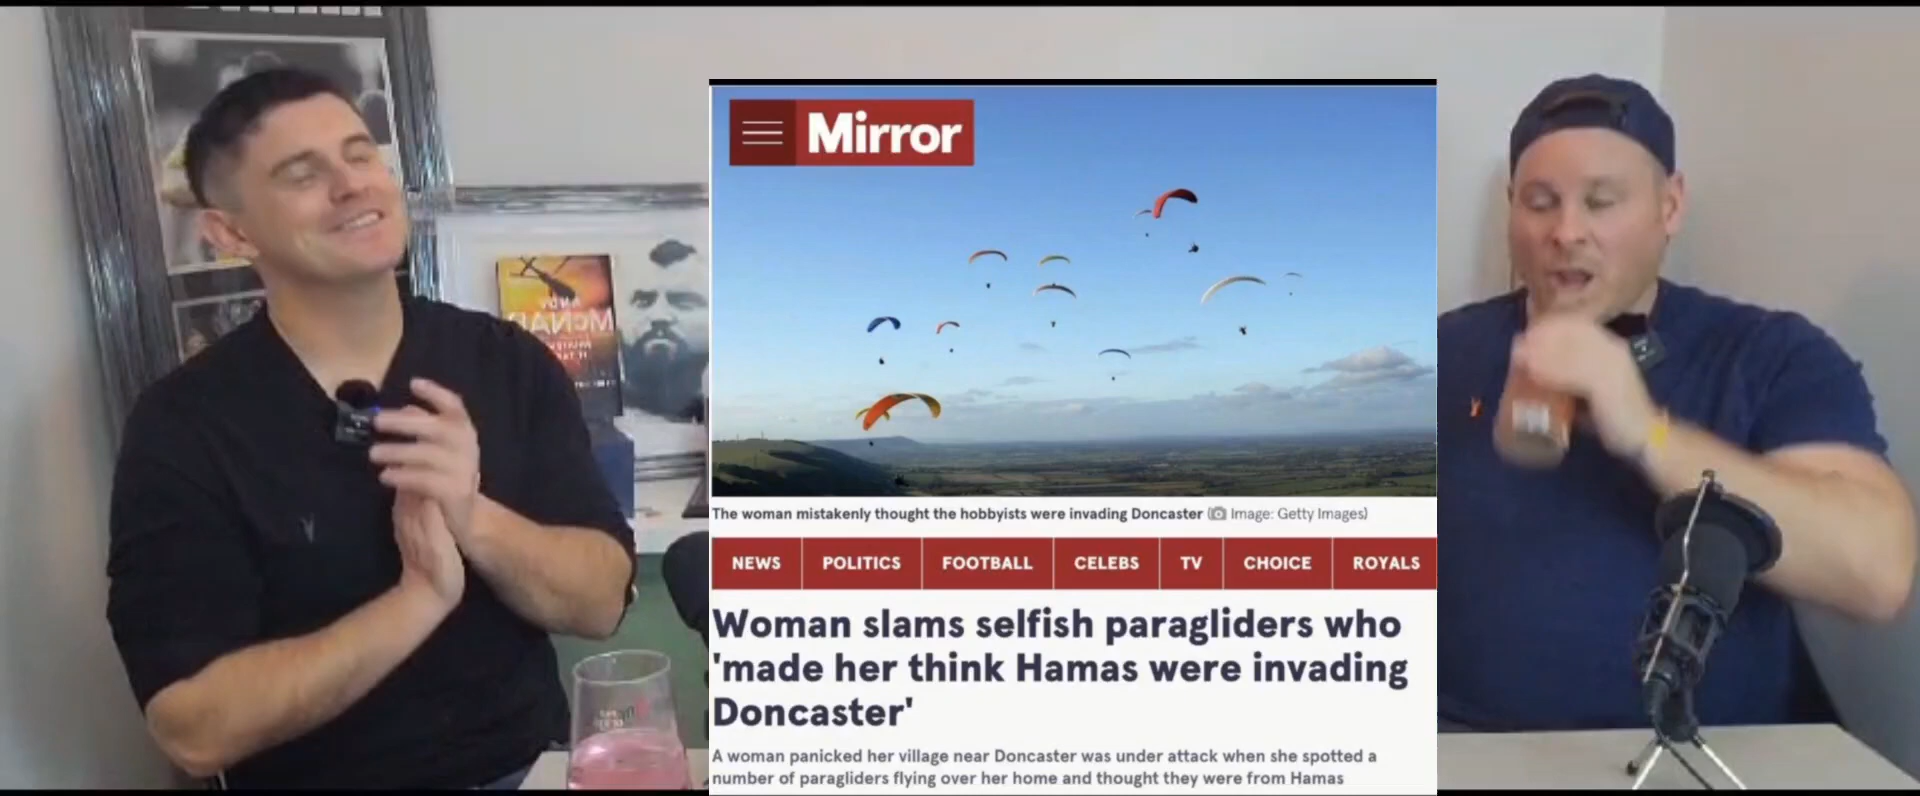 Mirror
The woman mistakenly thought the hobbyists were invading Doncaster (Image: Getty Images)
NEWS POLITICS FOOTBALL CELEBS TV CHOICE ROYALS
Woman slams selfish paragliders who
'made her think Hamas were invading
Doncaster'
A woman panicked her village near Doncaster was under attack when she spotted a
number of paragliders flying over her home and thought they were from Hamas
ANDY
McNAB